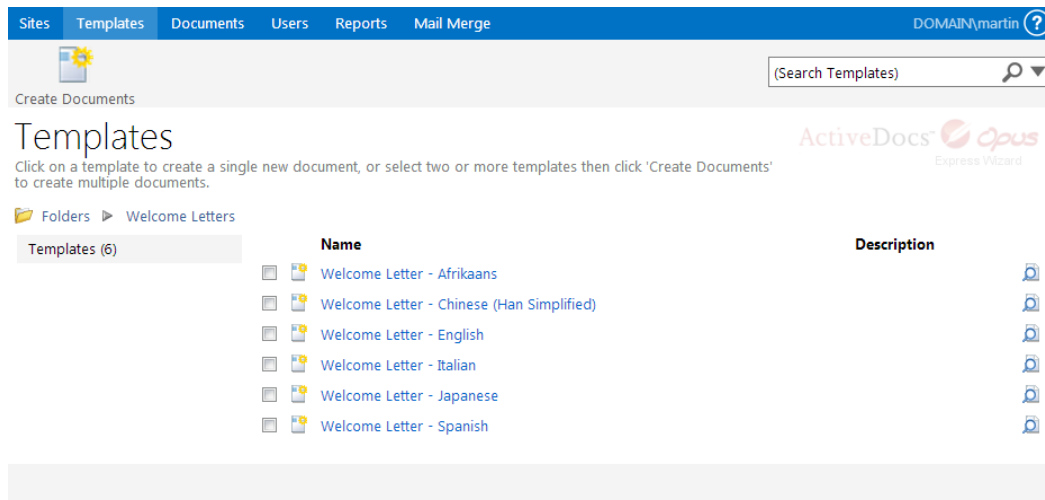 Sites Templates Documents Users Reports Mail Merge DOMAIN\martin ?
(Search Templates)
Create Documents
Templates
ActiveDocs Opus
Express Wizard
Click on a template to create a single new document, or select two or more templates then click 'Create Documents'
to create multiple documents.
Folders Welcome Letters
Templates (6)
Name Description
Welcome Letter - Afrikaans
Welcome Letter - Chinese (Han Simplified)
Welcome Letter - English
Welcome Letter - Italian
Welcome Letter - Japanese
Welcome Letter - Spanish